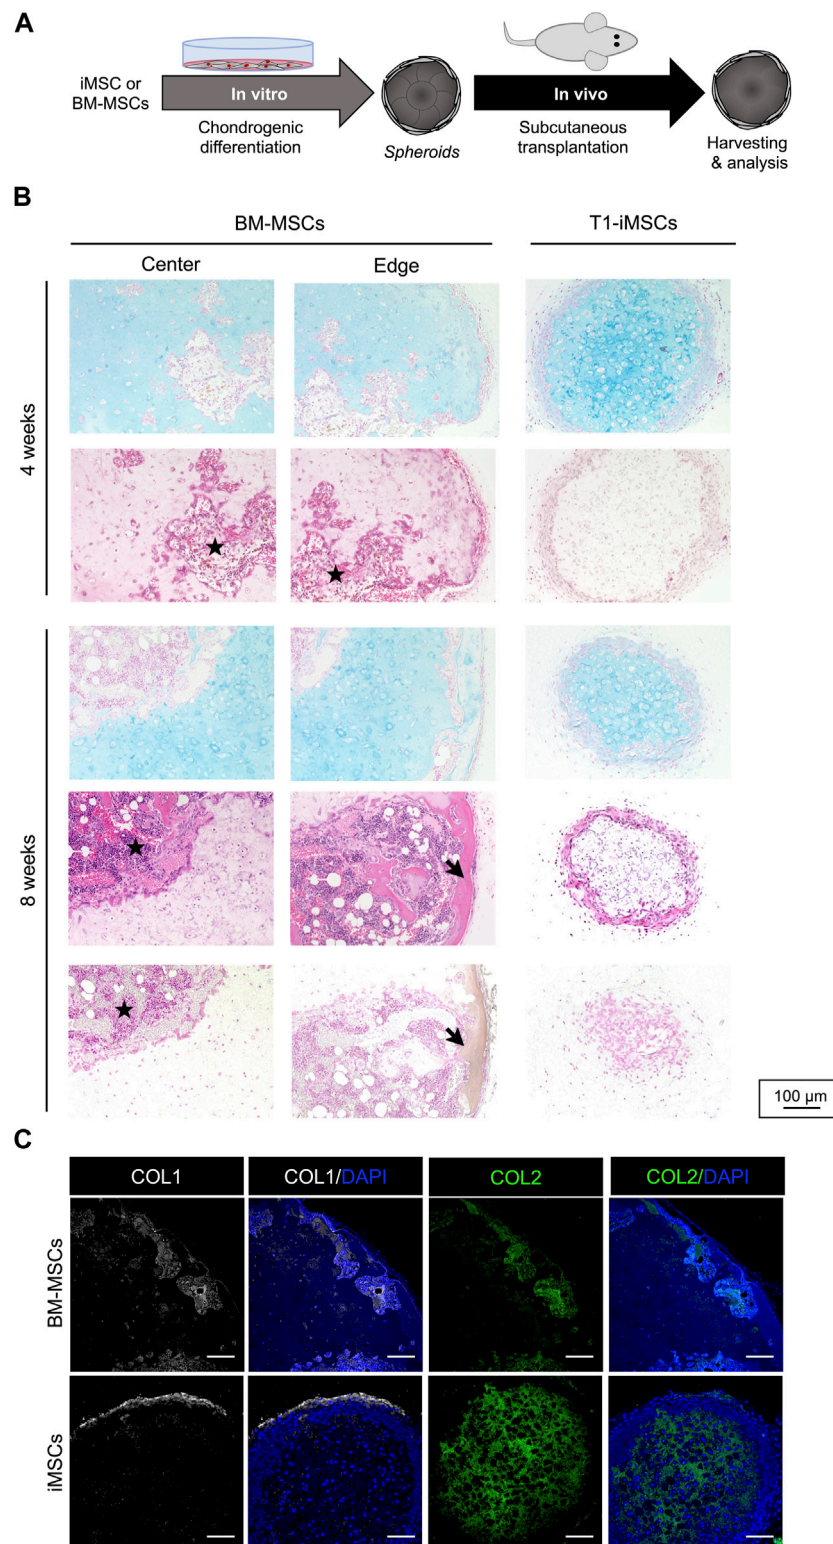 A
iMSC or
BM-MSCs
In vitro
Chondrogenic
differentiation
Spheroids
In vivo
Subcutaneous
transplantation
Harvesting
& analysis
B
BM-MSCs
T1-iMSCs
Center
Edge
4 weeks
8 weeks
100 µm
C
COL1
COL1/DAPI
COL2
COL2/DAPI
BM-MSCs
iMSCs